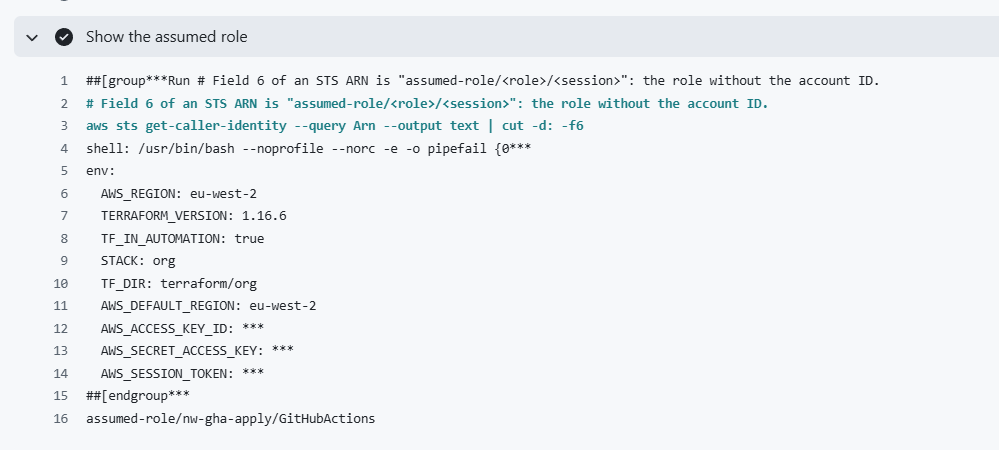 Show the assumed role
1 ##[group***Run # Field 6 of an STS ARN is "assumed-role/<role>/<session>": the role without the account ID.
2 # Field 6 of an STS ARN is "assumed-role/<role>/<session>": the role without the account ID.
3 aws sts get-caller-identity --query Arn --output text | cut -d: -f6
4 shell: /usr/bin/bash --noprofile --norc -e -o pipefail {0***
5 env:
6   AWS_REGION: eu-west-2
7   TERRAFORM_VERSION: 1.16.6
8   TF_IN_AUTOMATION: true
9   STACK: org
10   TF_DIR: terraform/org
11   AWS_DEFAULT_REGION: eu-west-2
12   AWS_ACCESS_KEY_ID: ***
13   AWS_SECRET_ACCESS_KEY: ***
14   AWS_SESSION_TOKEN: ***
15 ##[endgroup***
16 assumed-role/nw-gha-apply/GitHubActions